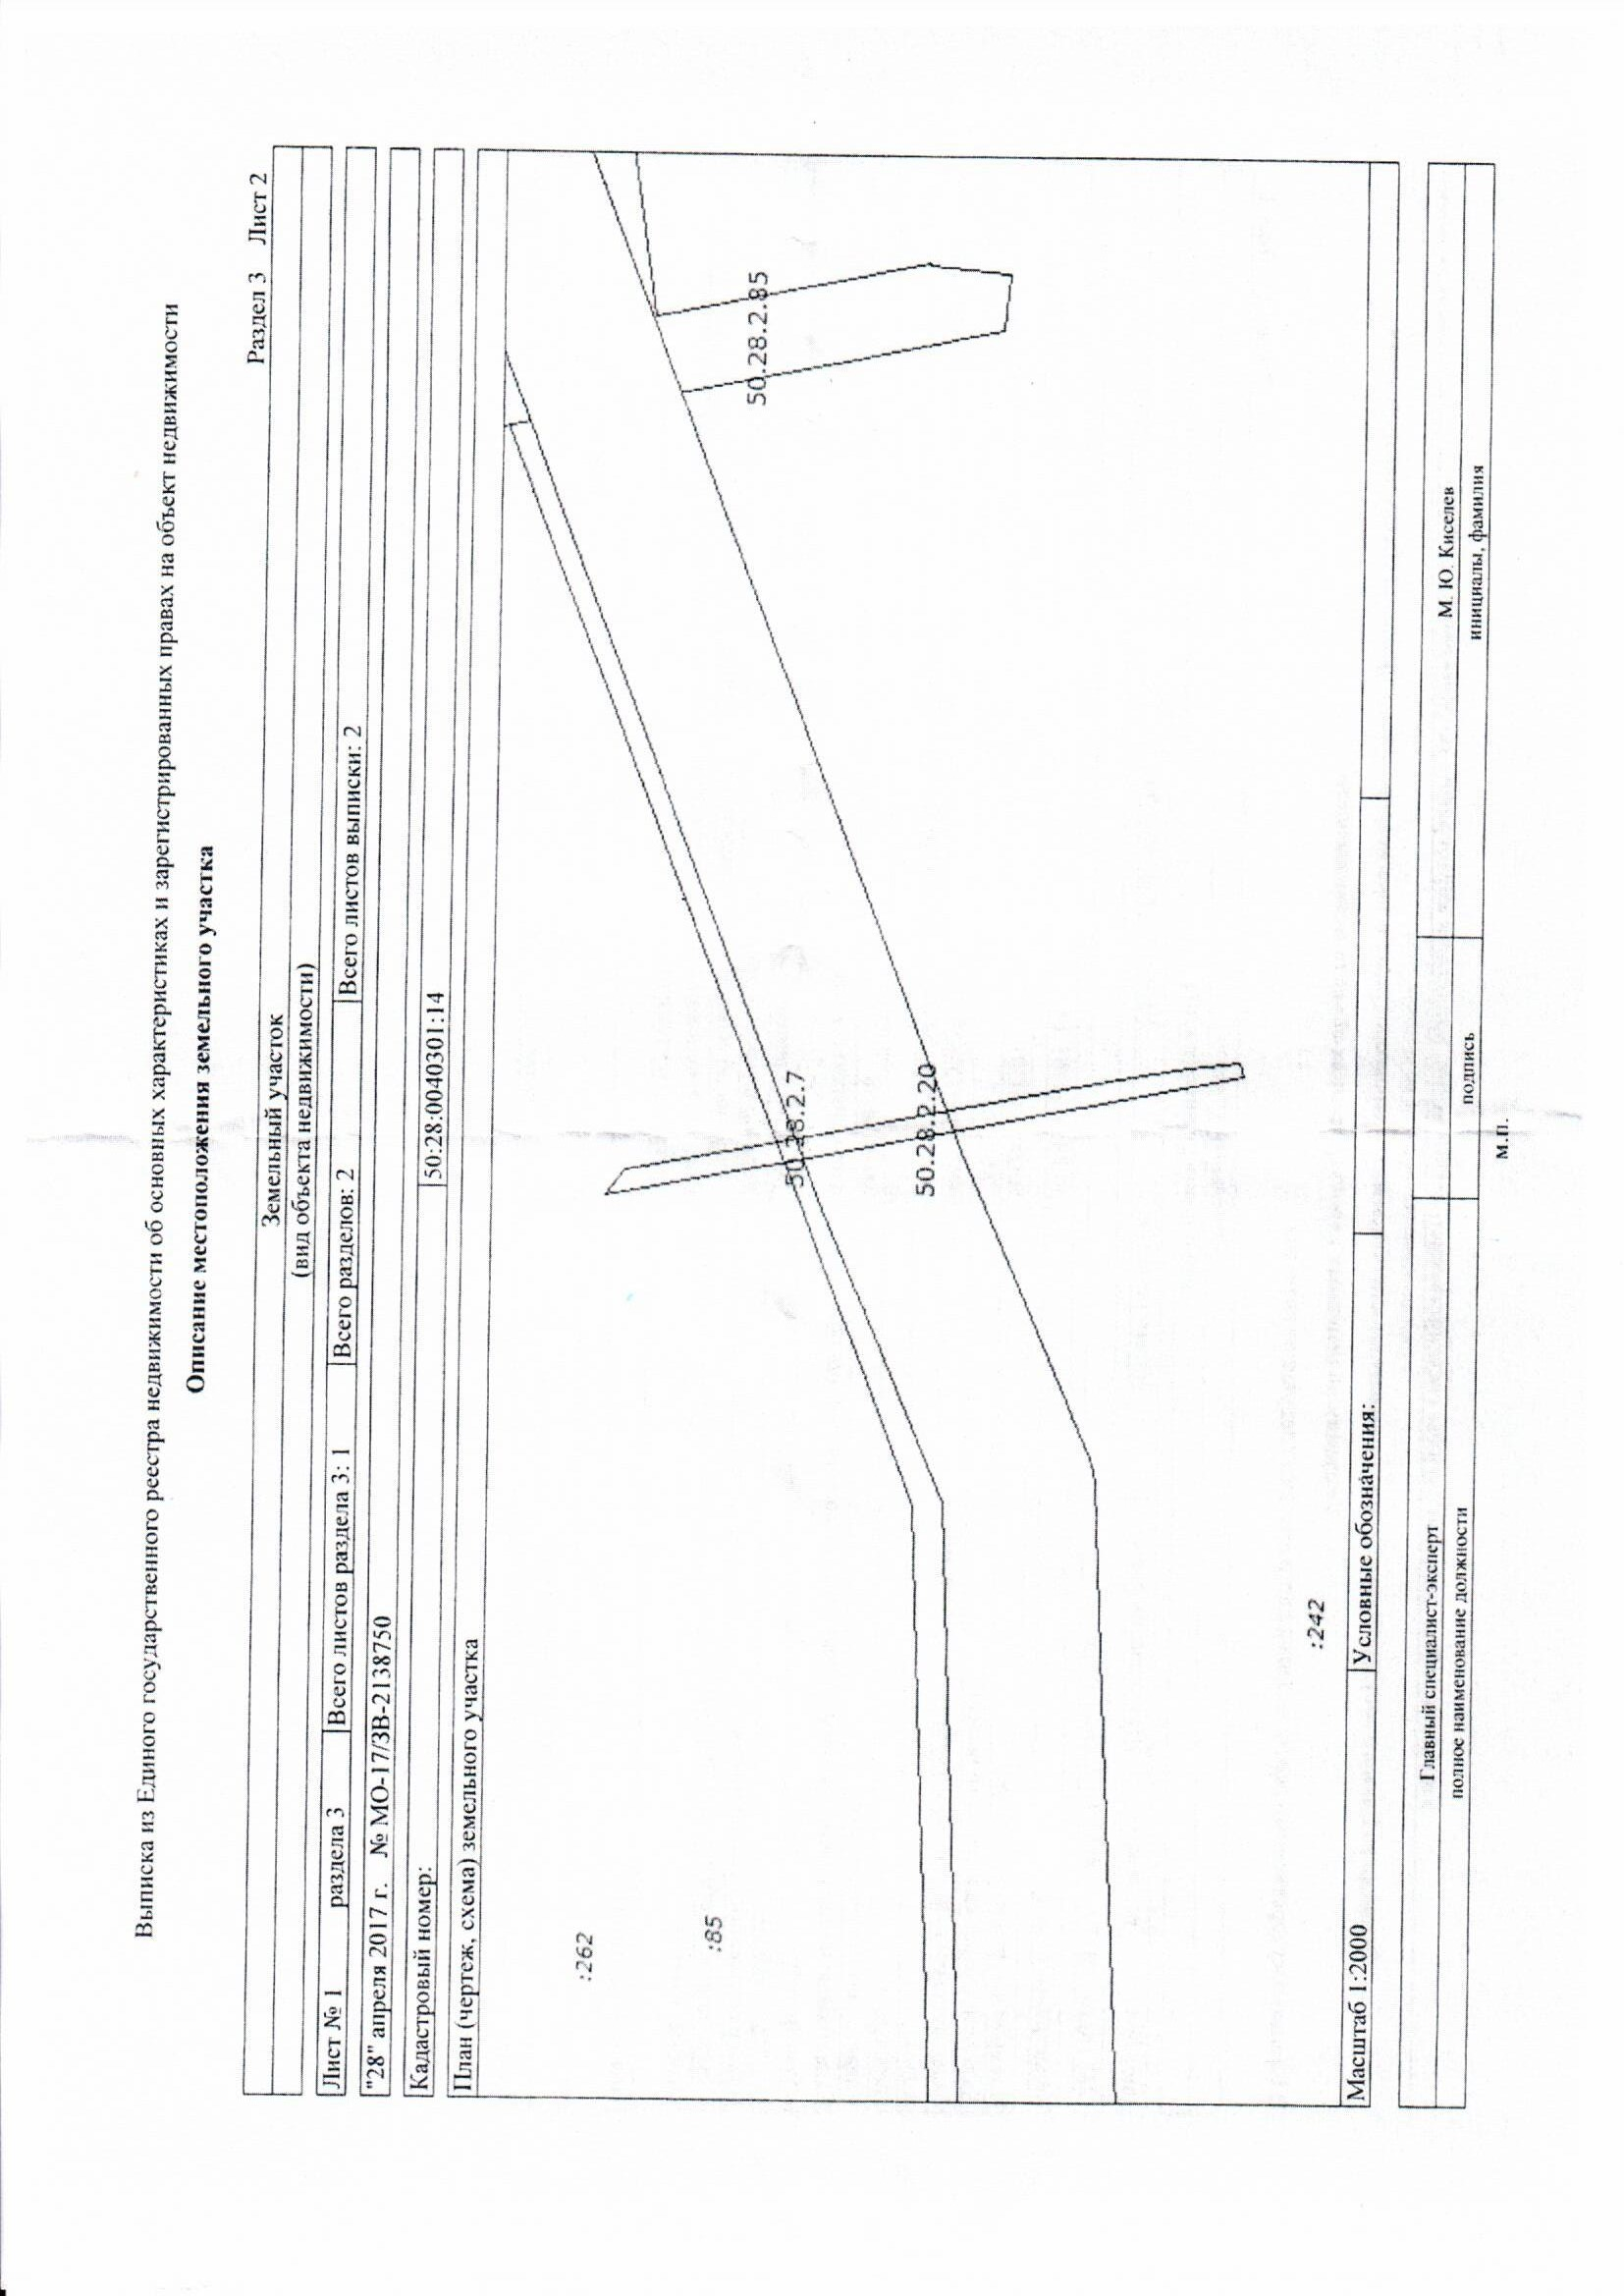 Выписка из Единого государственного реестра недвижимости об основных характеристиках и зарегистрированных правах на объект недвижимости
Описание местоположения земельного участка
Раздел 3 Лист 2
Земельный участок
(вид объекта недвижимости)
Лист № 1 раздела 3 Всего листов раздела 3: 1 Всего разделов: 2 Всего листов выписки: 2
"28" апреля 2017 г. № МО-17/ЗВ-2138750
Кадастровый номер: 50:28:0040301:14
План (чертеж, схема) земельного участка
:262
:85
50.28.2.85
50.28.2.7
50.28.2.20
:242
Масштаб 1:2000 Условные обозначения:
Главный специалист-эксперт М. Ю. Киселев
полное наименование должности подпись инициалы, фамилия
М.П.